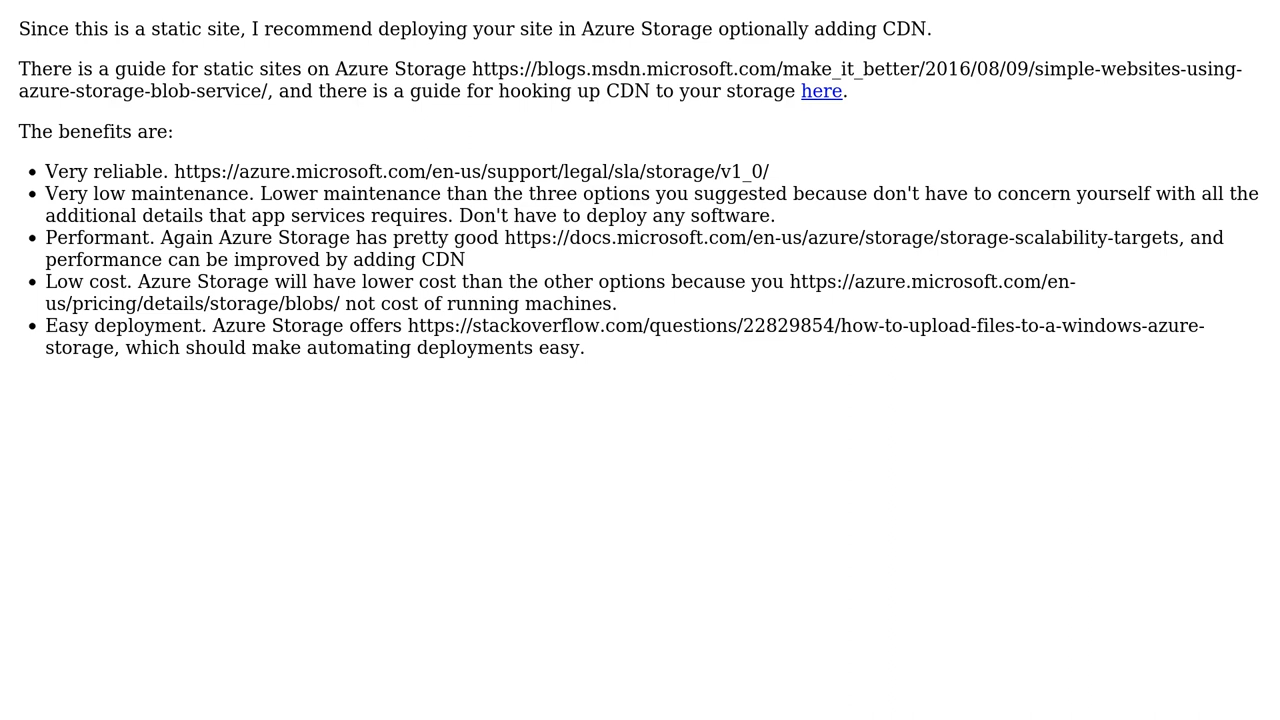 Since this is a static site, I recommend deploying your site in Azure Storage optionally adding CDN.
There is a guide for static sites on Azure Storage https://blogs.msdn.microsoft.com/make_it_better/2016/08/09/simple-websites-using-
azure-storage-blob-service/, and there is a guide for hooking up CDN to your storage here.
The benefits are:
• Very reliable. https://azure.microsoft.com/en-us/support/legal/sla/storage/v1_0/
• Very low maintenance. Lower maintenance than the three options you suggested because don't have to concern yourself with all the
additional details that app services requires. Don't have to deploy any software.
• Performant. Again Azure Storage has pretty good https://docs.microsoft.com/en-us/azure/storage/storage-scalability-targets, and
performance can be improved by adding CDN
• Low cost. Azure Storage will have lower cost than the other options because you https://azure.microsoft.com/en-
us/pricing/details/storage/blobs/ not cost of running machines.
• Easy deployment. Azure Storage offers https://stackoverflow.com/questions/22829854/how-to-upload-files-to-a-windows-azure-
storage, which should make automating deployments easy.